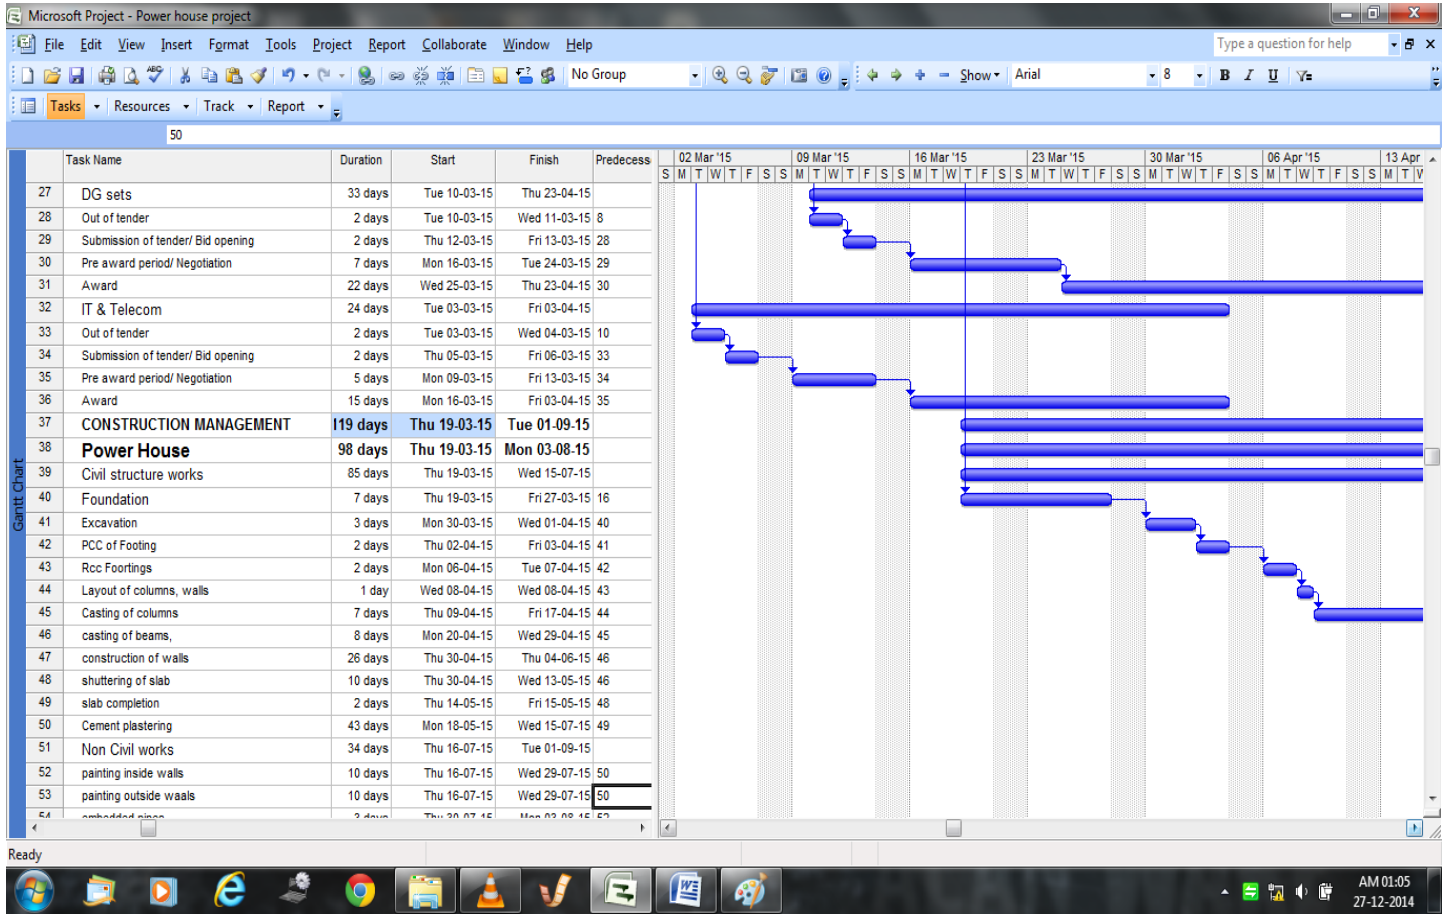 Microsoft Project - Power house project
File Edit View Insert Format Tools Project Report Collaborate Window Help Type a question for help
No Group Show Arial 8 B I U
Tasks Resources Track Report
50
Task Name Duration Start Finish Predecess 02 Mar '15 09 Mar '15 16 Mar '15 23 Mar '15 30 Mar '15 06 Apr '15 13 Apr
S M T W T F S S M T W T F S S M T W T F S S M T W T F S S M T W T F S S M T W T F S S M T W
27 DG sets 33 days Tue 10-03-15 Thu 23-04-15
28 Out of tender 2 days Tue 10-03-15 Wed 11-03-15 8
29 Submission of tender/ Bid opening 2 days Thu 12-03-15 Fri 13-03-15 28
30 Pre award period/ Negotiation 7 days Mon 16-03-15 Tue 24-03-15 29
31 Award 22 days Wed 25-03-15 Thu 23-04-15 30
32 IT & Telecom 24 days Tue 03-03-15 Fri 03-04-15
33 Out of tender 2 days Tue 03-03-15 Wed 04-03-15 10
34 Submission of tender/ Bid opening 2 days Thu 05-03-15 Fri 06-03-15 33
35 Pre award period/ Negotiation 5 days Mon 09-03-15 Fri 13-03-15 34
36 Award 15 days Mon 16-03-15 Fri 03-04-15 35
37 CONSTRUCTION MANAGEMENT 119 days Thu 19-03-15 Tue 01-09-15
38 Power House 98 days Thu 19-03-15 Mon 03-08-15
39 Civil structure works 85 days Thu 19-03-15 Wed 15-07-15
40 Foundation 7 days Thu 19-03-15 Fri 27-03-15 16
41 Excavation 3 days Mon 30-03-15 Wed 01-04-15 40
42 PCC of Footing 2 days Thu 02-04-15 Fri 03-04-15 41
43 Rcc Foortings 2 days Mon 06-04-15 Tue 07-04-15 42
44 Layout of columns, walls 1 day Wed 08-04-15 Wed 08-04-15 43
45 Casting of columns 7 days Thu 09-04-15 Fri 17-04-15 44
46 casting of beams, 8 days Mon 20-04-15 Wed 29-04-15 45
47 construction of walls 26 days Thu 30-04-15 Thu 04-06-15 46
48 shuttering of slab 10 days Thu 30-04-15 Wed 13-05-15 46
49 slab completion 2 days Thu 14-05-15 Fri 15-05-15 48
50 Cement plastering 43 days Mon 18-05-15 Wed 15-07-15 49
51 Non Civil works 34 days Thu 16-07-15 Tue 01-09-15
52 painting inside walls 10 days Thu 16-07-15 Wed 29-07-15 50
53 painting outside waals 10 days Thu 16-07-15 Wed 29-07-15 50
54 embedded pipes 3 days Thu 30-07-15 Mon 03-08-15 52
Gantt Chart
Ready
AM 01:05
27-12-2014